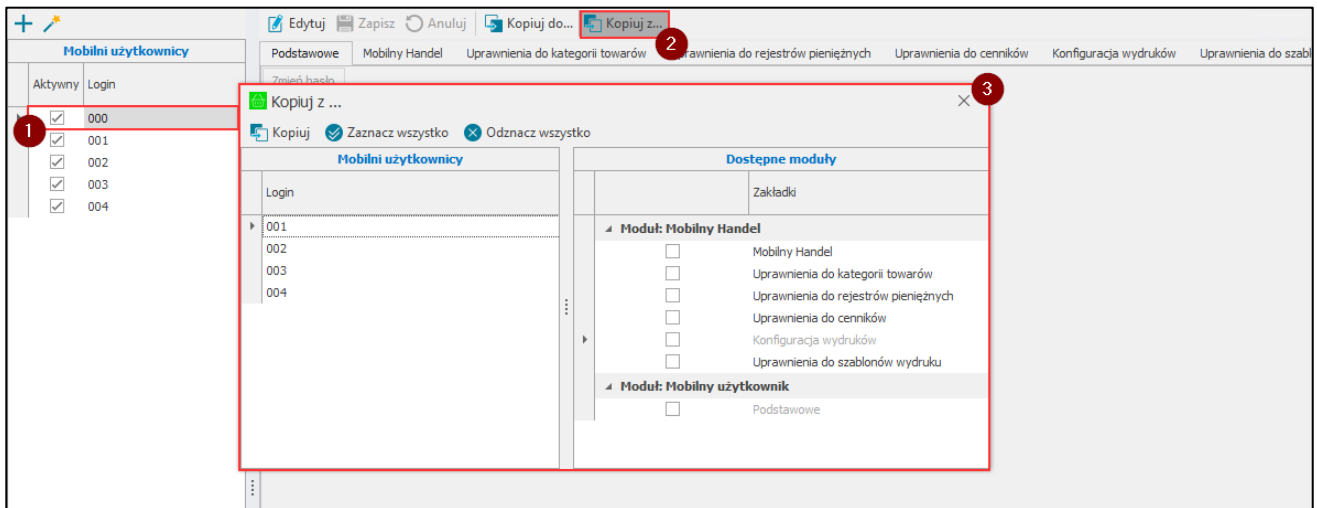 Edytuj Zapisz Anuluj Kopiuj do... Kopiuj z...
2
Mobilni użytkownicy
Podstawowe Mobilny Handel Uprawnienia do kategorii towarów prawnienia do rejestrów pieniężnych Uprawnienia do cenników Konfiguracja wydruków Uprawnienia do szabl
Zmień hasło
Aktywny Login
000
001
002
003
004
1
3
Kopiuj z ...
Kopiuj Zaznacz wszystko Odznacz wszystko
Mobilni użytkownicy
Login
001
002
003
004
Dostępne moduły
Zakładki
Moduł: Mobilny Handel
Mobilny Handel
Uprawnienia do kategorii towarów
Uprawnienia do rejestrów pieniężnych
Uprawnienia do cenników
Konfiguracja wydruków
Uprawnienia do szablonów wydruku
Moduł: Mobilny użytkownik
Podstawowe